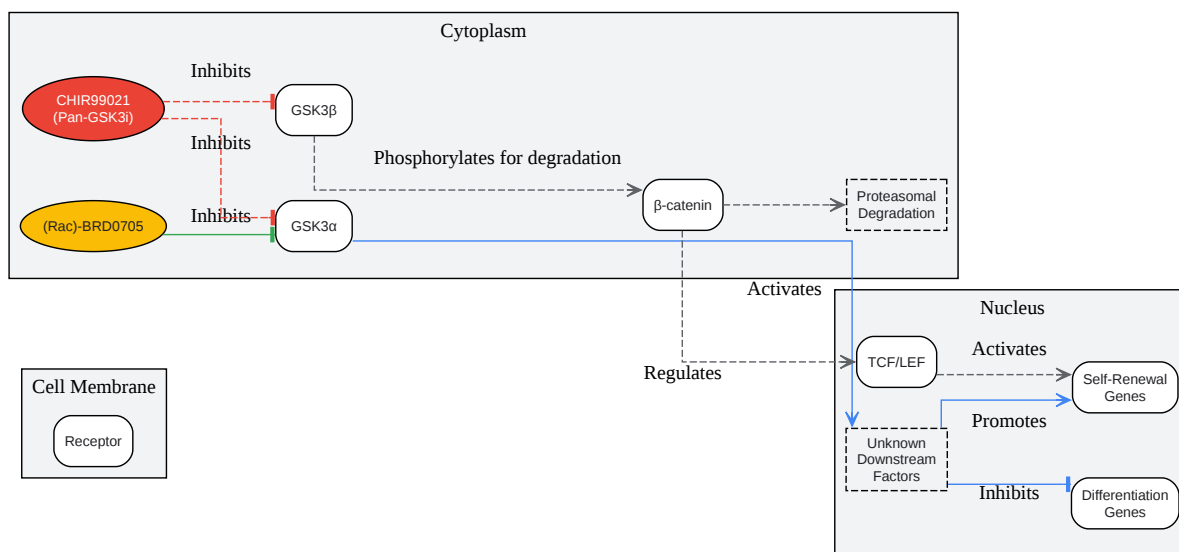 Cytoplasm
Inhibits
CHIR99021
(Pan-GSK3i)
GSK3β
Inhibits
Phosphorylates for degradation
β-catenin
Proteasomal
Degradation
Inhibits
(Rac)-BRD0705
GSK3α
Activates
Nucleus
Regulates
TCF/LEF
Activates
Self-Renewal
Genes
Promotes
Cell Membrane
Receptor
Unknown
Downstream
Factors
Inhibits
Differentiation
Genes